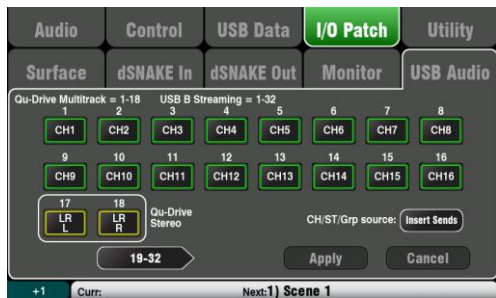 Audio Control USB Data I/O Patch Utility
Surface dSNAKE In dSNAKE Out Monitor USB Audio
Qu-Drive Multitrack = 1-18 USB B Streaming = 1-32
1 2 3 4 5 6 7 8
CH1 CH2 CH3 CH4 CH5 CH6 CH7 CH8
9 10 11 12 13 14 15 16
CH9 CH10 CH11 CH12 CH13 CH14 CH15 CH16
17 18
LR LR Qu-Drive
L R Stereo
CH/ST/Grp source: Insert Sends
19-32 Apply Cancel
+1 Curr: Next:1) Scene 1